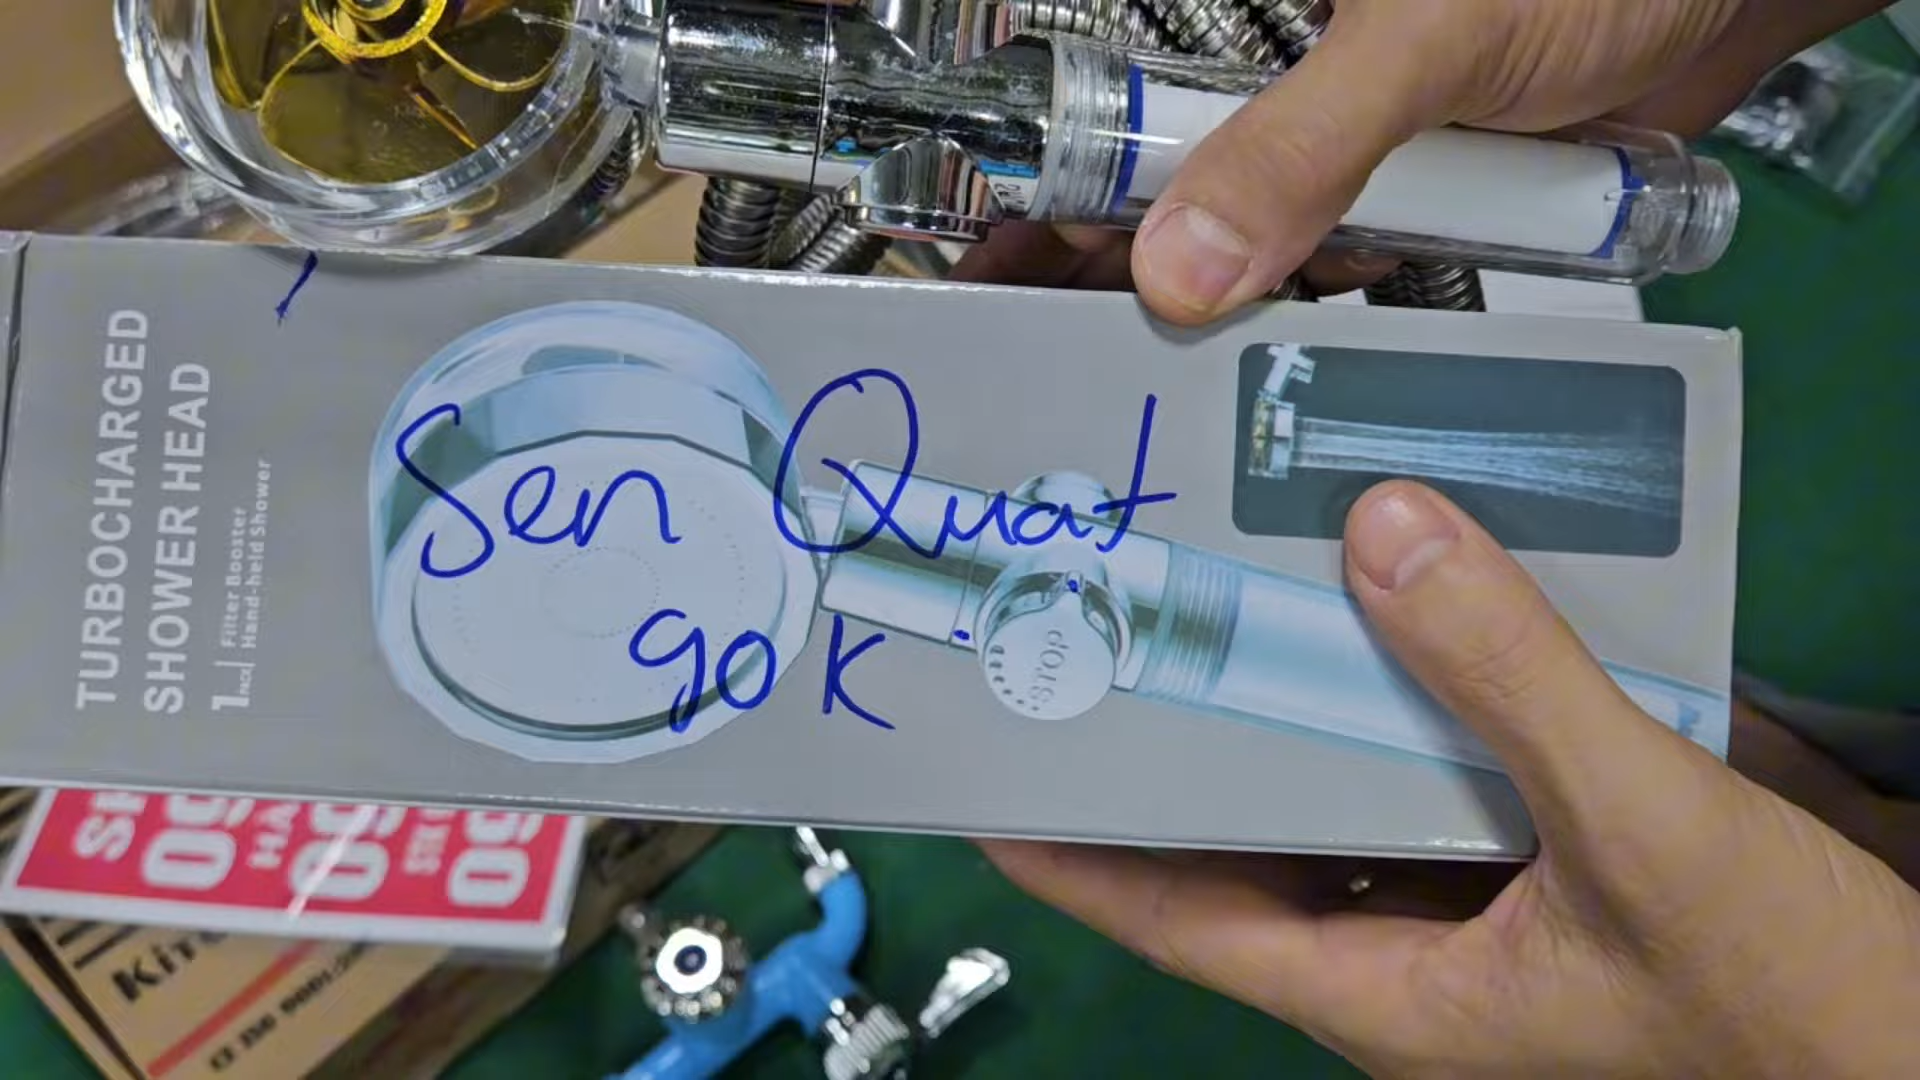 TURBOCHARGED
SHOWER HEAD
1
Filter Booster
Hand-held Shower
Sen Quat
90K
STOP